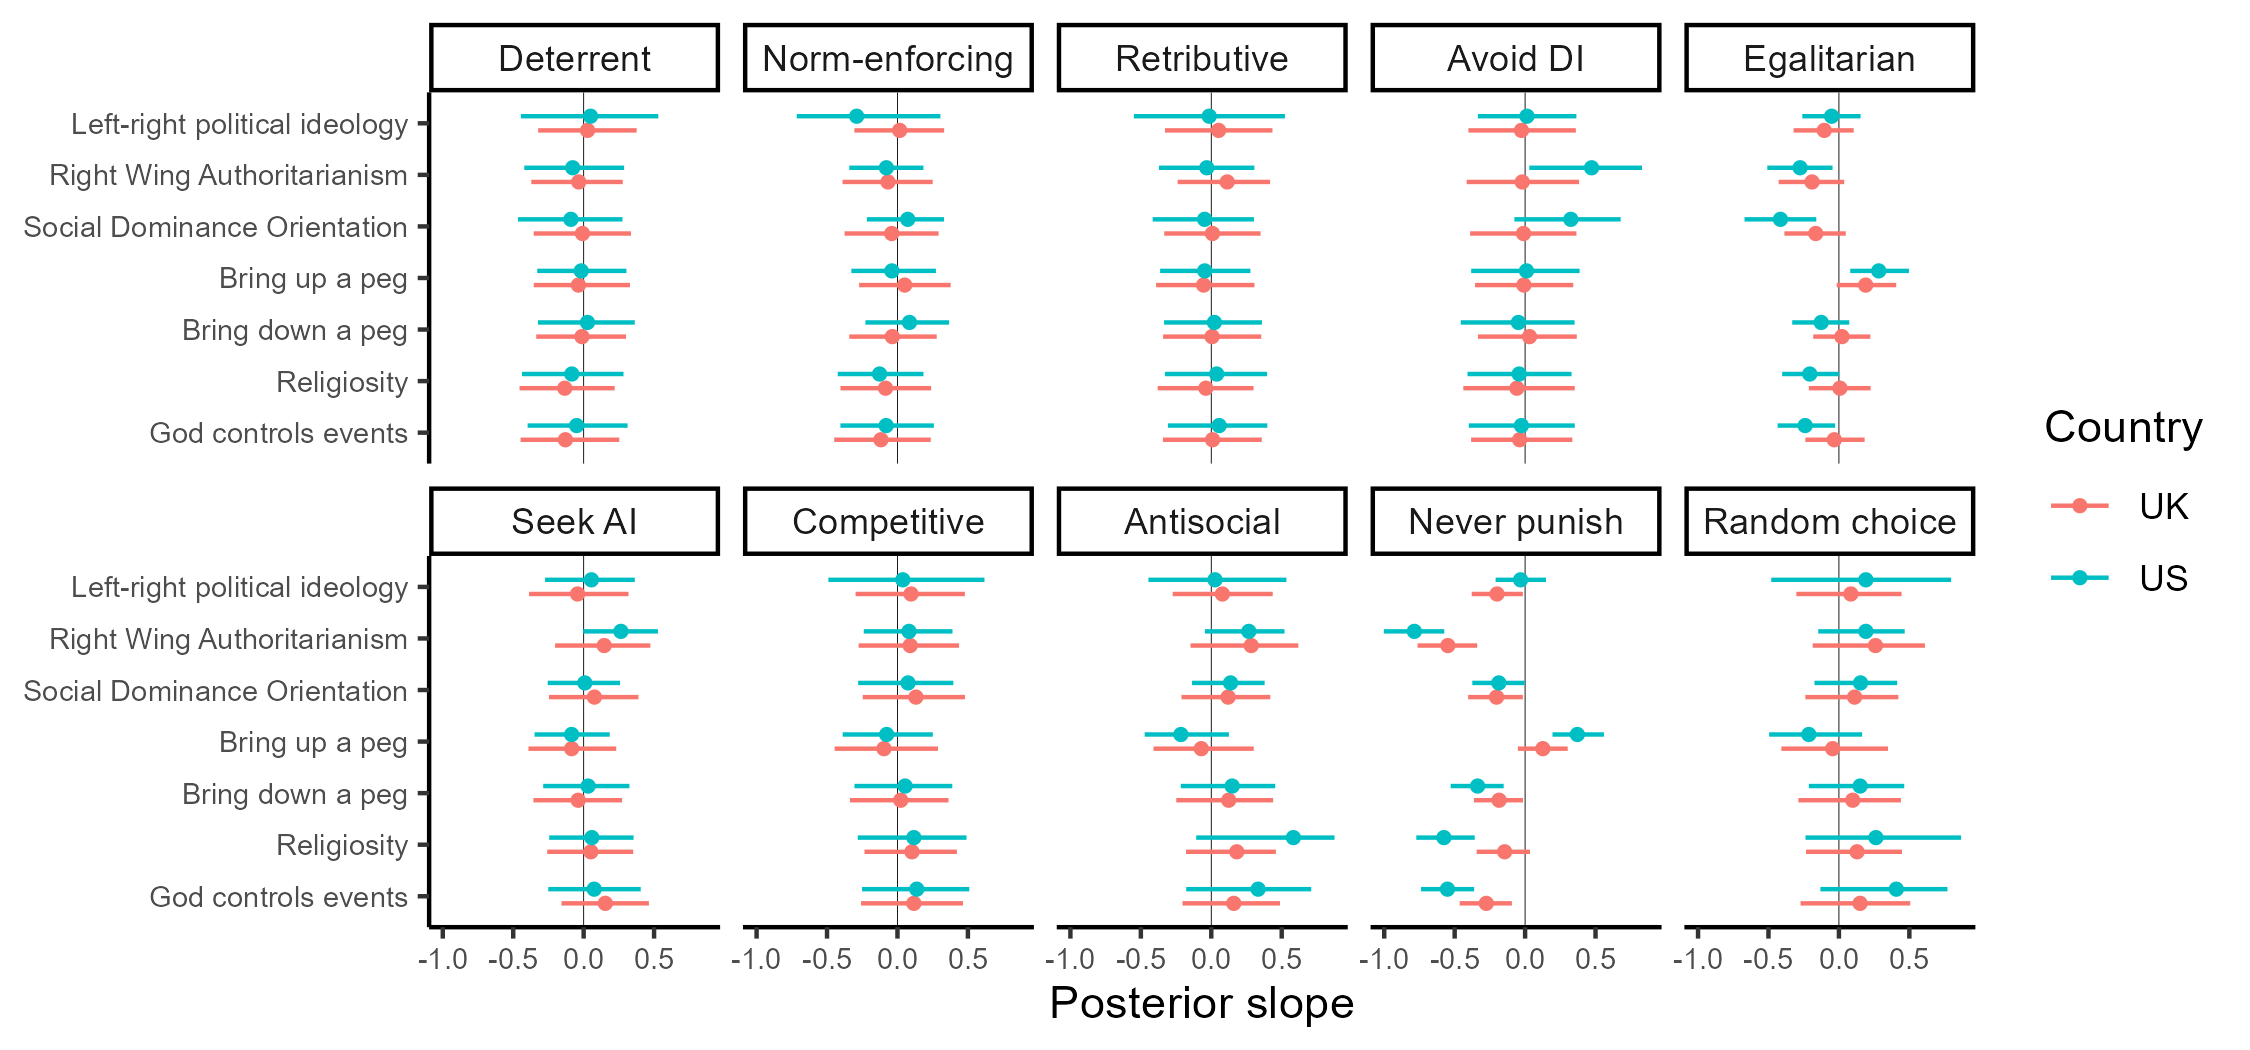 Deterrent Norm-enforcing Retributive Avoid DI Egalitarian
Left-right political ideology
Right Wing Authoritarianism
Social Dominance Orientation
Bring up a peg
Bring down a peg
Religiosity
God controls events
Seek AI Competitive Antisocial Never punish Random choice
Left-right political ideology
Right Wing Authoritarianism
Social Dominance Orientation
Bring up a peg
Bring down a peg
Religiosity
God controls events
-1.0 -0.5 0.0 0.5 -1.0 -0.5 0.0 0.5 -1.0 -0.5 0.0 0.5 -1.0 -0.5 0.0 0.5 -1.0 -0.5 0.0 0.5
Posterior slope
Country
UK
US